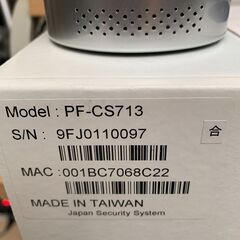 Model : PF-CS713
S/N : 9FJ0110097
合
MAC :001BC7068C22
MADE IN TAIWAN
Japan Security System